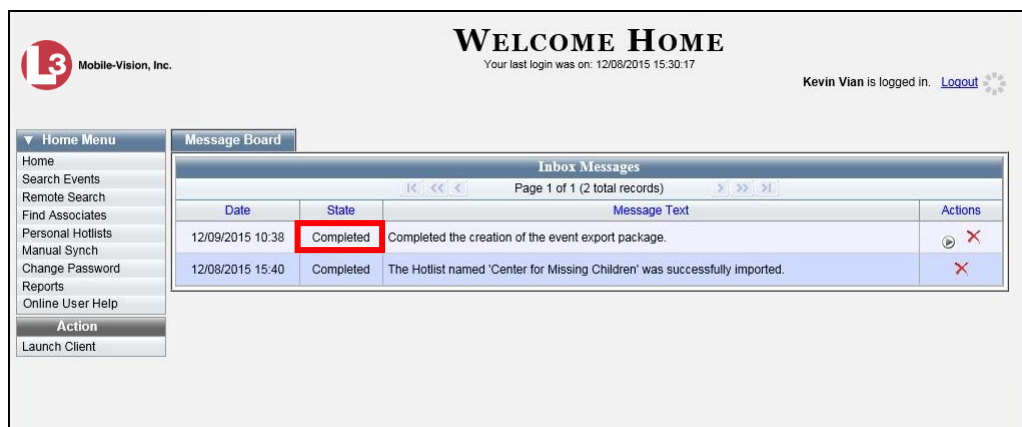 WELCOME HOME
Your last login was on: 12/08/2015 15:30:17
L3 Mobile-Vision, Inc.
Kevin Vian is logged in. Logout
▼ Home Menu
Home
Search Events
Remote Search
Find Associates
Personal Hotlists
Manual Synch
Change Password
Reports
Online User Help
Action
Launch Client
Message Board
Inbox Messages
Page 1 of 1 (2 total records)
Date State Message Text Actions
12/09/2015 10:38 Completed Completed the creation of the event export package.
12/08/2015 15:40 Completed The Hotlist named 'Center for Missing Children' was successfully imported.